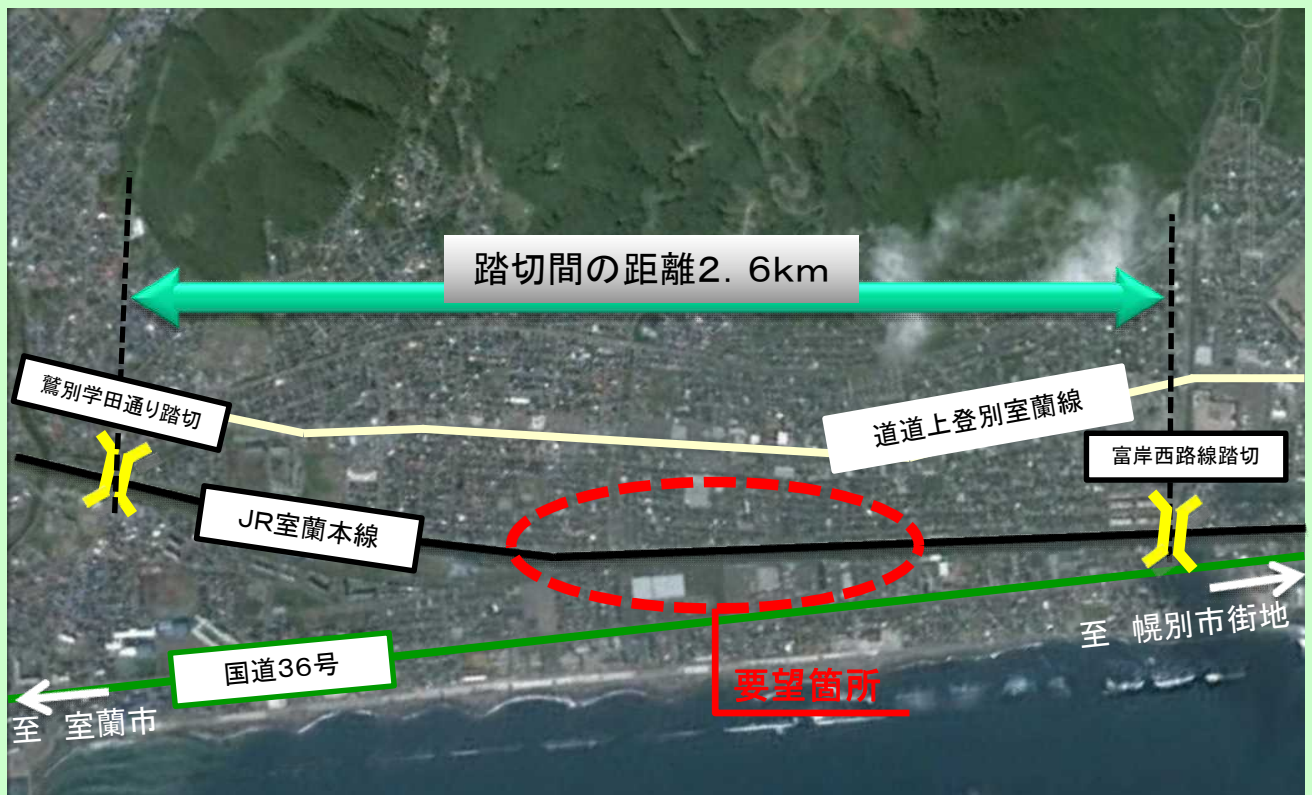 踏切間の距離2.6km
鷲別学田通り踏切
道道上登別室蘭線
富岸西路線踏切
JR室蘭本線
至 幌別市街地
国道36号
要望箇所
至 室蘭市